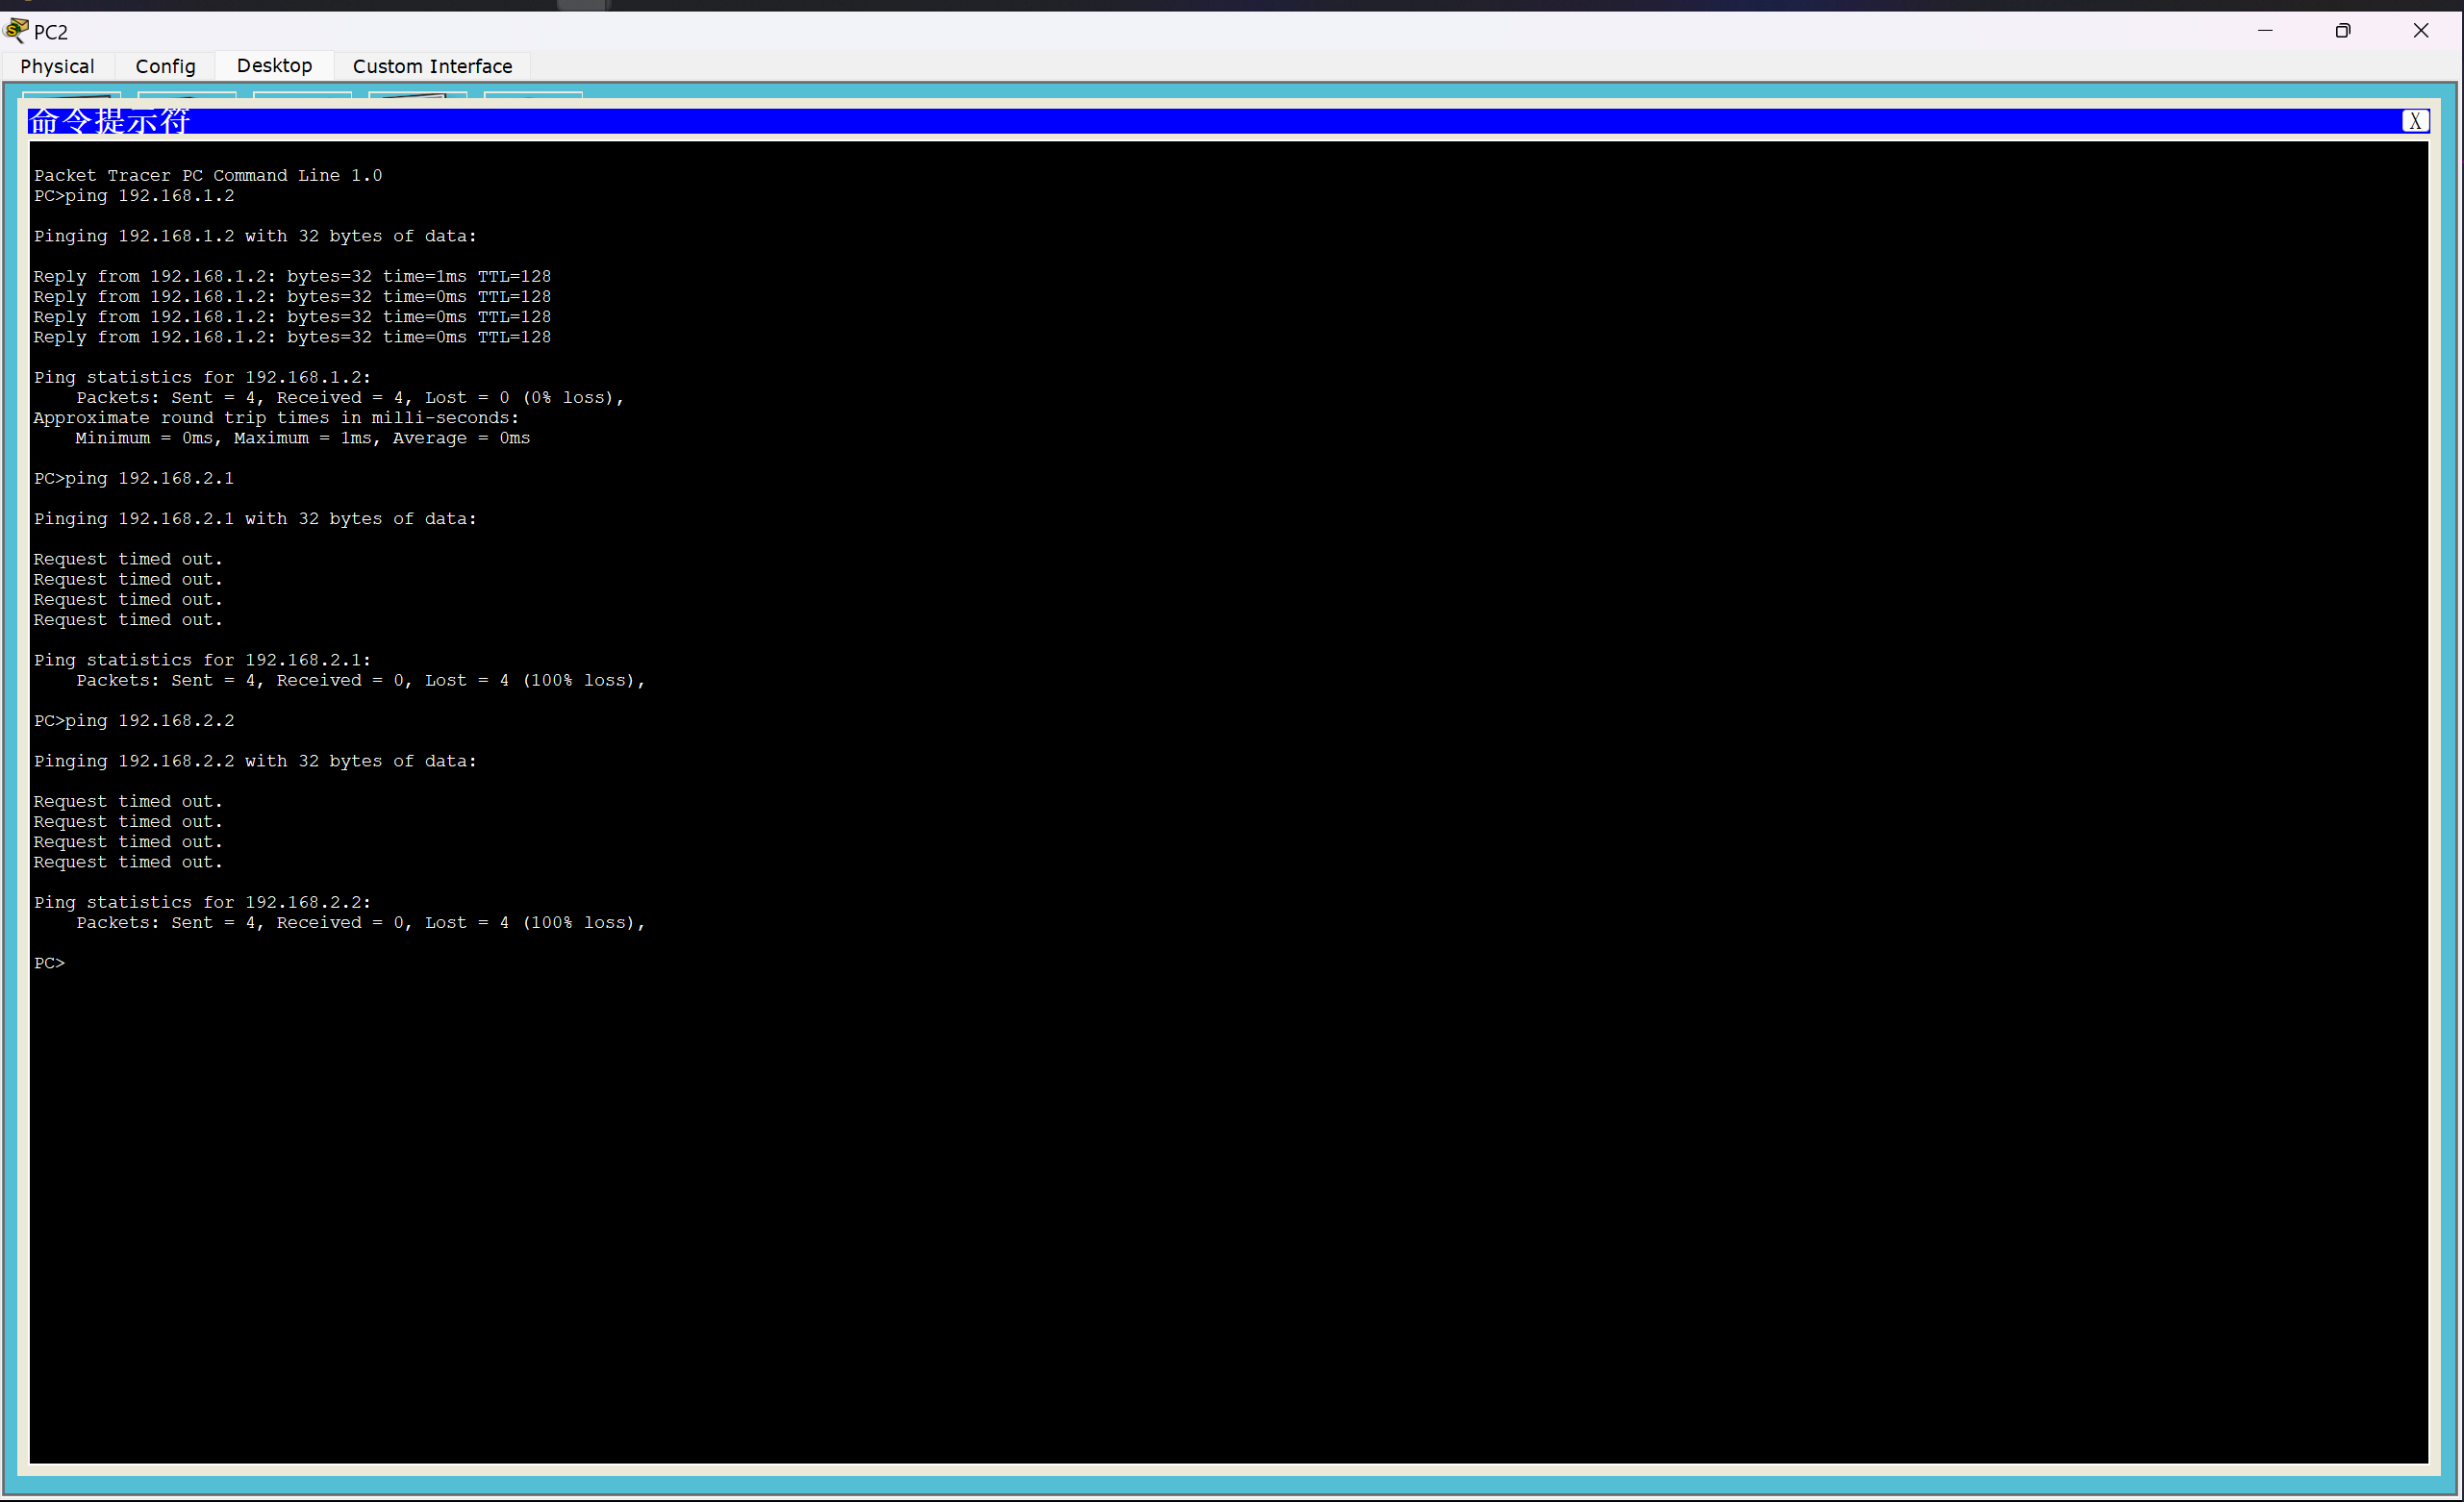 PC2
Physical Config Desktop Custom Interface
命令提示符 X
Packet Tracer PC Command Line 1.0
PC>ping 192.168.1.2
Pinging 192.168.1.2 with 32 bytes of data:
Reply from 192.168.1.2: bytes=32 time=1ms TTL=128
Reply from 192.168.1.2: bytes=32 time=0ms TTL=128
Reply from 192.168.1.2: bytes=32 time=0ms TTL=128
Reply from 192.168.1.2: bytes=32 time=0ms TTL=128
Ping statistics for 192.168.1.2:
Packets: Sent = 4, Received = 4, Lost = 0 (0% loss),
Approximate round trip times in milli-seconds:
Minimum = 0ms, Maximum = 1ms, Average = 0ms
PC>ping 192.168.2.1
Pinging 192.168.2.1 with 32 bytes of data:
Request timed out.
Request timed out.
Request timed out.
Request timed out.
Ping statistics for 192.168.2.1:
Packets: Sent = 4, Received = 0, Lost = 4 (100% loss),
PC>ping 192.168.2.2
Pinging 192.168.2.2 with 32 bytes of data:
Request timed out.
Request timed out.
Request timed out.
Request timed out.
Ping statistics for 192.168.2.2:
Packets: Sent = 4, Received = 0, Lost = 4 (100% loss),
PC>